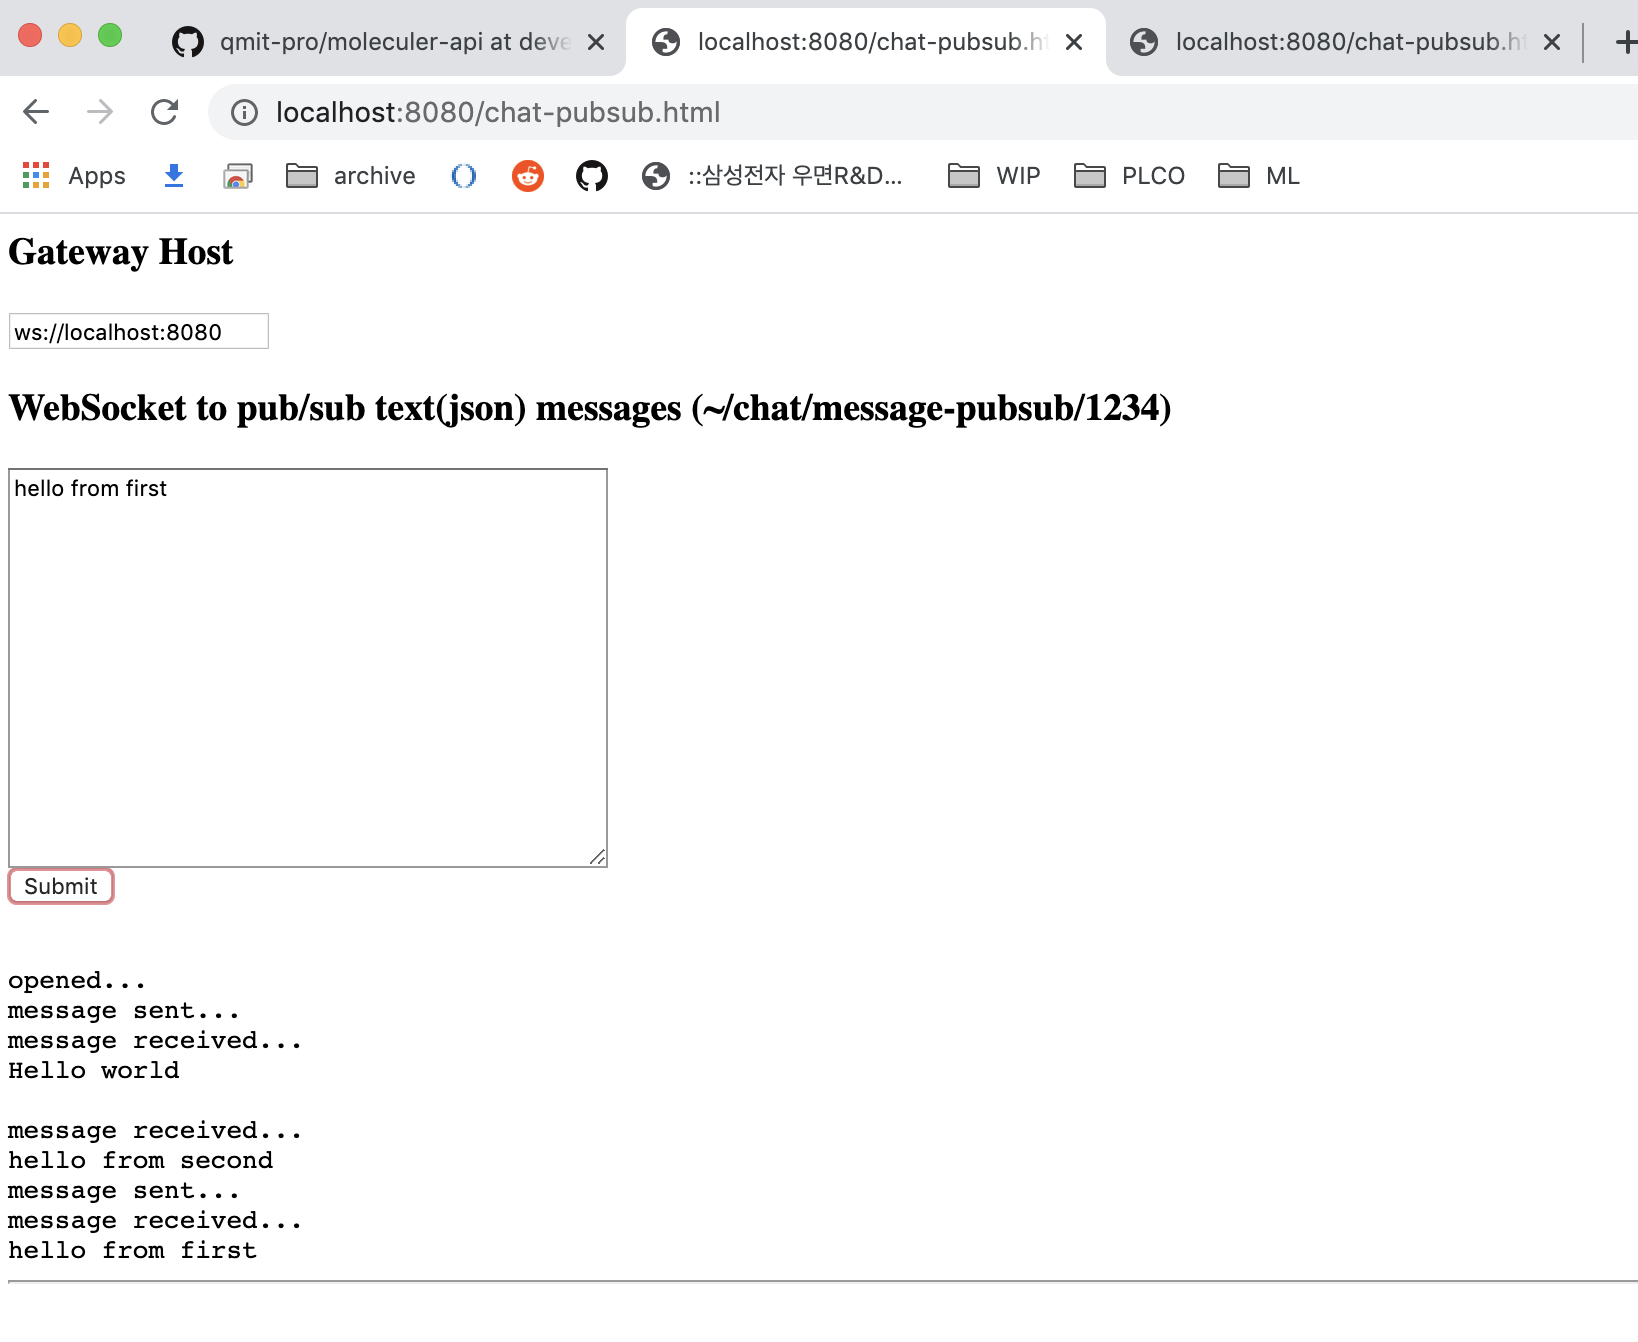 qmit-pro/moleculer-api at deve
localhost:8080/chat-pubsub.ht
localhost:8080/chat-pubsub.ht
localhost:8080/chat-pubsub.html
Apps
archive
::삼성전자 우면R&D...
WIP
PLCO
ML
Gateway Host
ws://localhost:8080
WebSocket to pub/sub text(json) messages (~/chat/message-pubsub/1234)
hello from first
Submit
opened...
message sent...
message received...
Hello world
message received...
hello from second
message sent...
message received...
hello from first